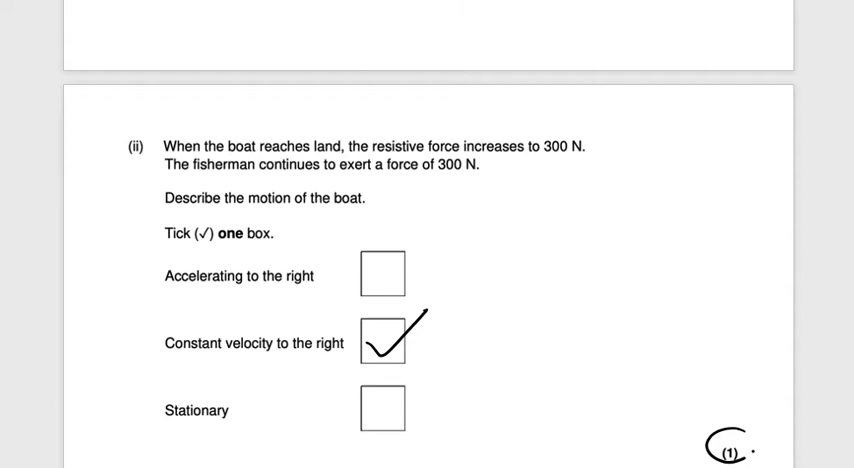 (ii) When the boat reaches land, the resistive force increases to 300 N.
The fisherman continues to exert a force of 300 N.
Describe the motion of the boat.
Tick (✓) one box.
Accelerating to the right
Constant velocity to the right ✓
Stationary
(1)